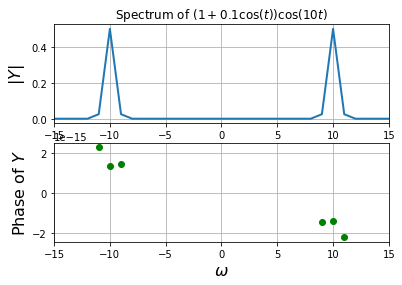 Spectrum of (1 + 0.1cos(t))cos(10t)
|Y|
0.4
0.2
0.0
−15 −10 −5 0 5 10 15
1e−15
Phase of Y
2
0
−2
−15 −10 −5 0 5 10 15
ω